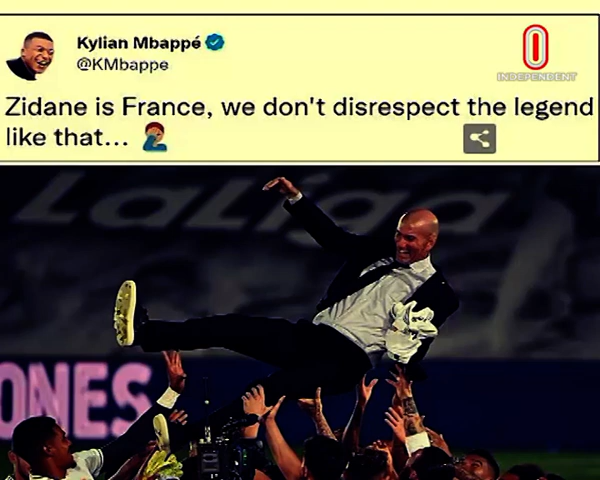 Kylian Mbappé
@KMbappe
INDEPENDENT
Zidane is France, we don't disrespect the legend
like that...
LaLiga
ONES